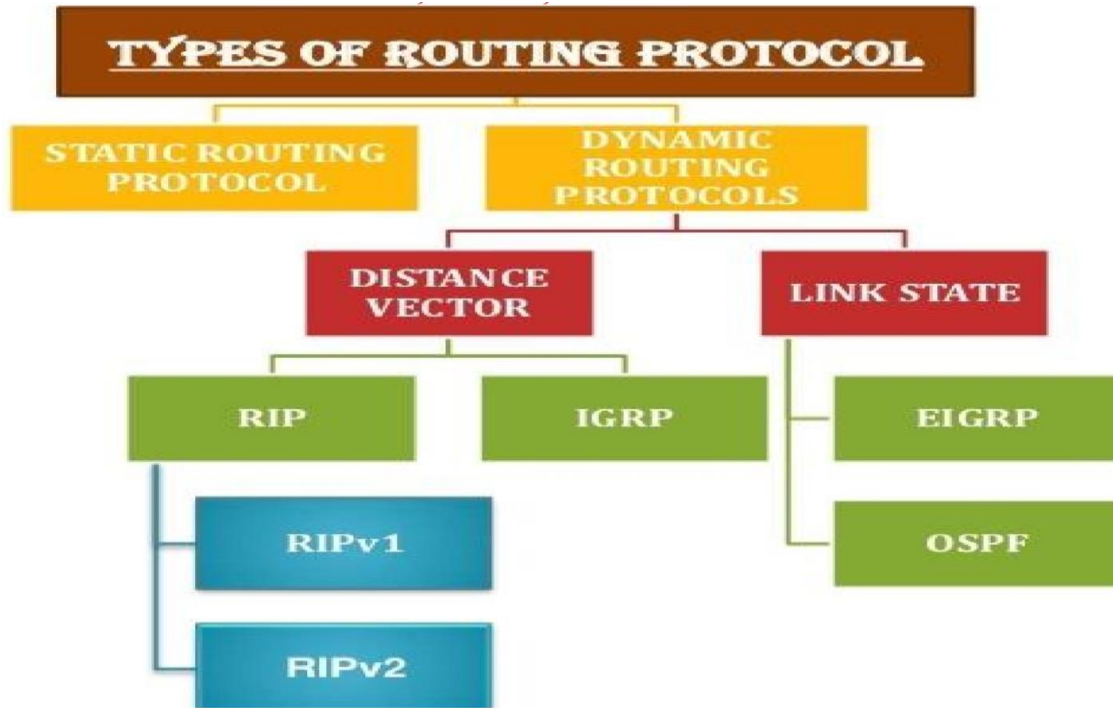 TYPES OF ROUTING PROTOCOL
STATIC ROUTING
PROTOCOL
DYNAMIC
ROUTING
PROTOCOLS
DISTANCE
VECTOR
LINK STATE
RIP
IGRP
EIGRP
RIPv1
OSPF
RIPv2